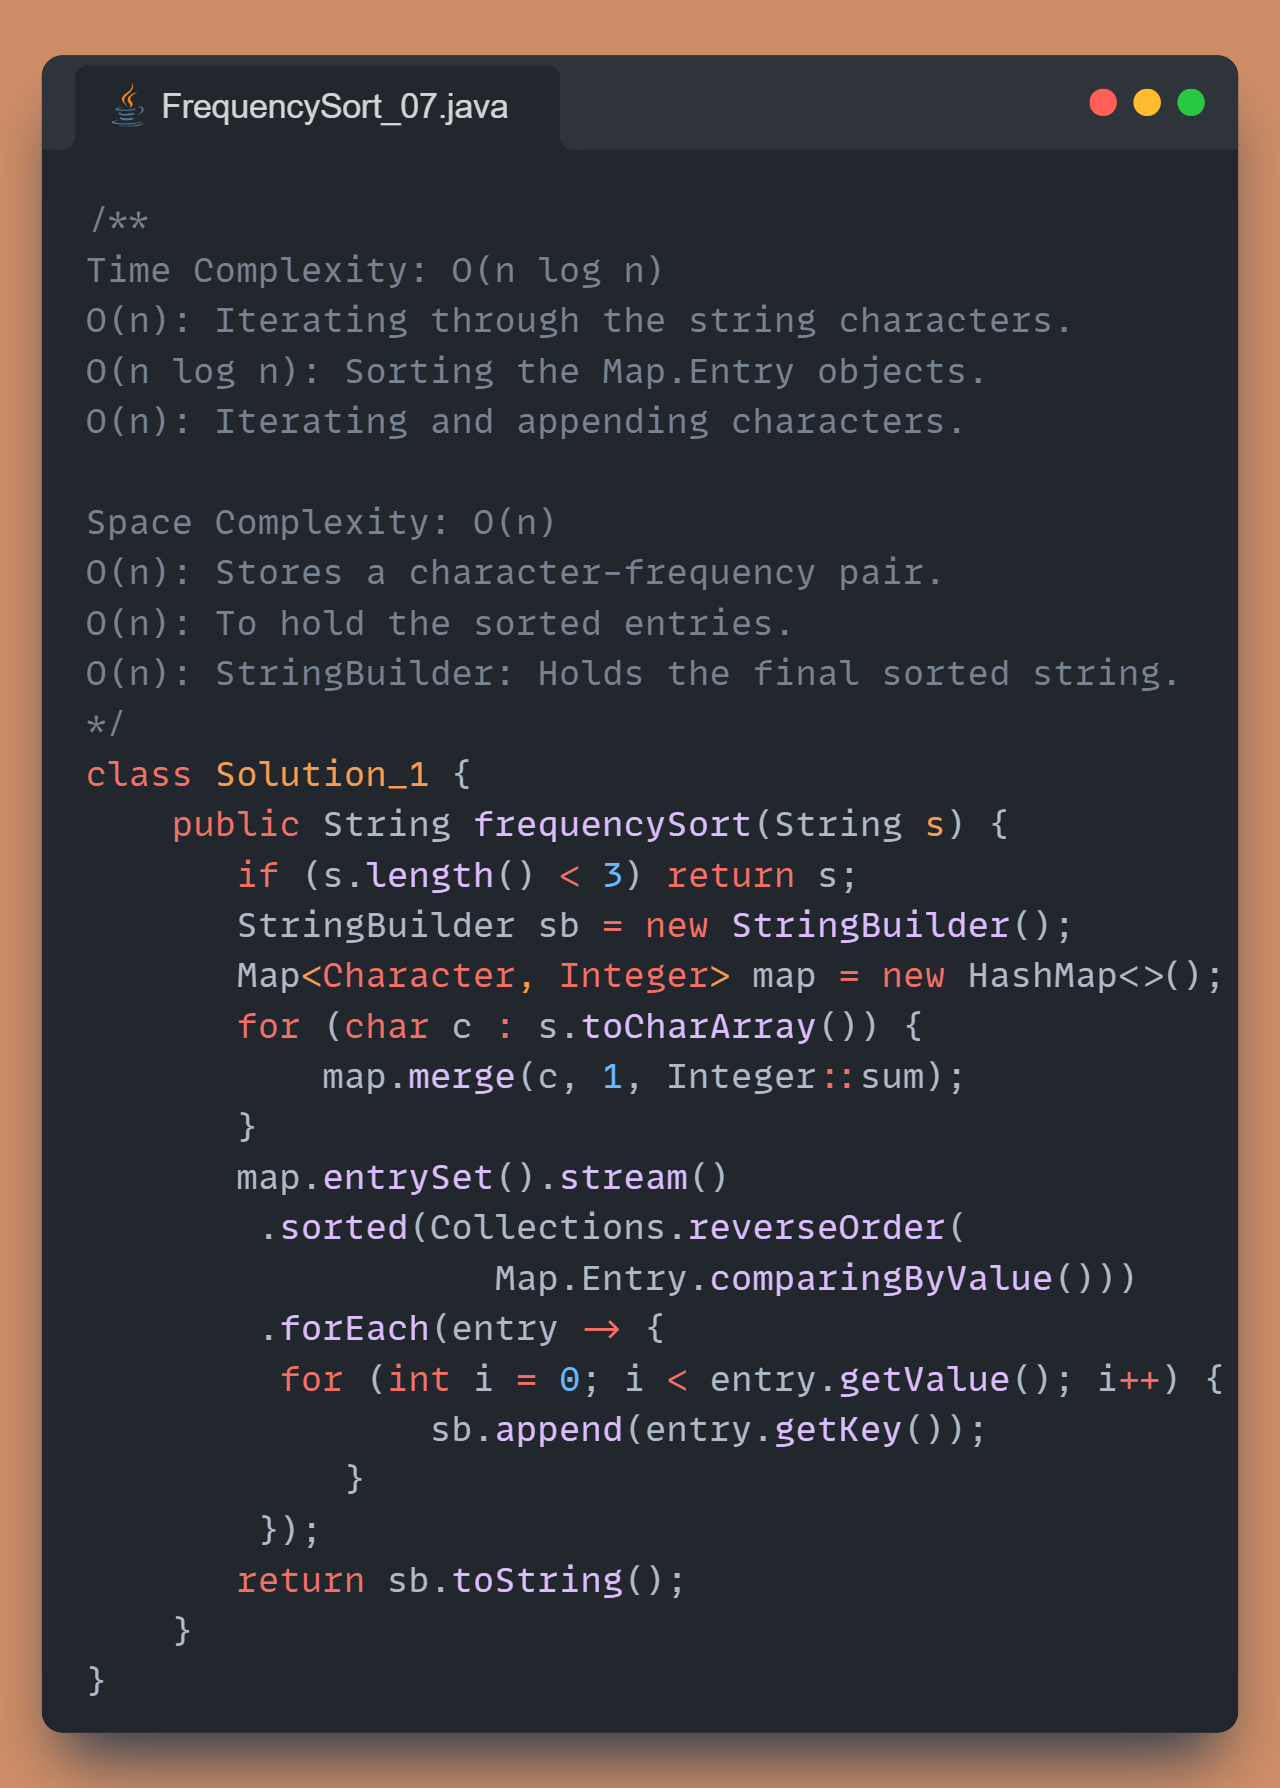 FrequencySort_07.java
/**
Time Complexity: O(n log n)
O(n): Iterating through the string characters.
O(n log n): Sorting the Map.Entry objects.
O(n): Iterating and appending characters.

Space Complexity: O(n)
O(n): Stores a character-frequency pair.
O(n): To hold the sorted entries.
O(n): StringBuilder: Holds the final sorted string.
*/
class Solution_1 {
    public String frequencySort(String s) {
       if (s.length() < 3) return s;
       StringBuilder sb = new StringBuilder();
       Map<Character, Integer> map = new HashMap<>();
       for (char c : s.toCharArray()) {
           map.merge(c, 1, Integer::sum);
       }
       map.entrySet().stream()
        .sorted(Collections.reverseOrder(
                   Map.Entry.comparingByValue()))
        .forEach(entry -> {
         for (int i = 0; i < entry.getValue(); i++) {
                sb.append(entry.getKey());
            }
        });
       return sb.toString();
    }
}